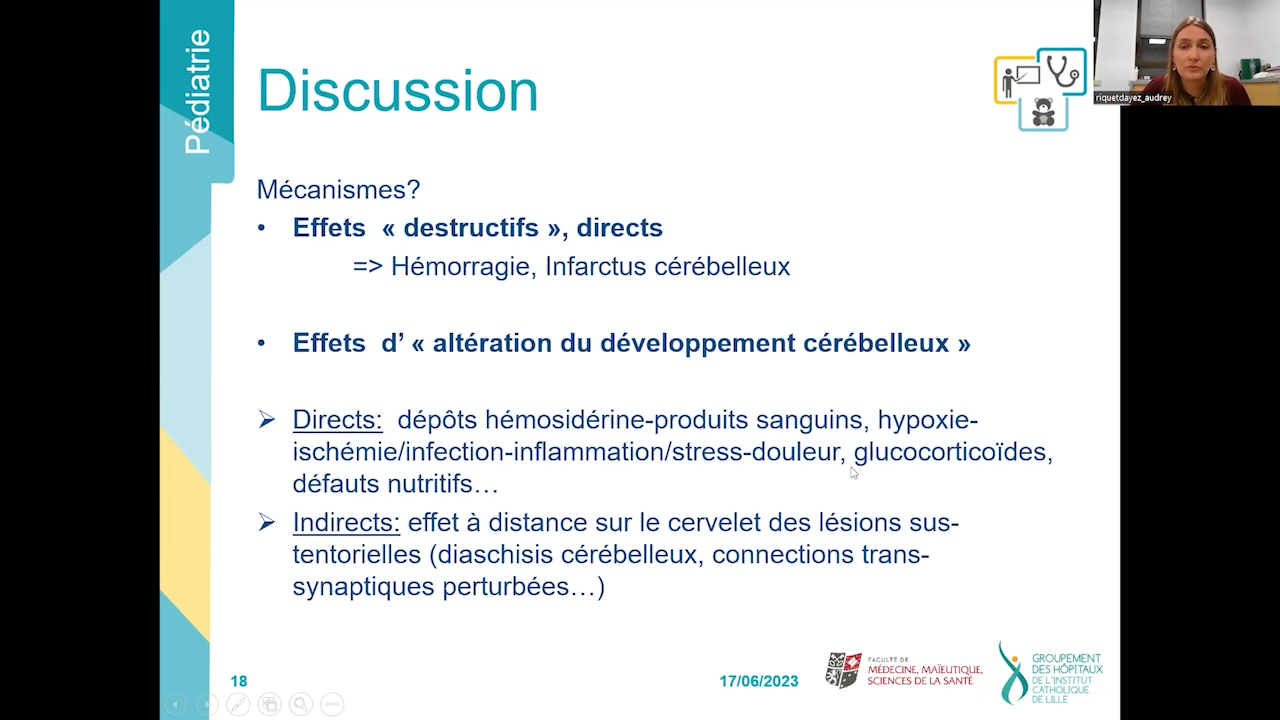 Pédiatrie
Discussion
riquetdayez_audrey
Mécanismes?
• Effets « destructifs », directs
=> Hémorragie, Infarctus cérébelleux
• Effets d’ « altération du développement cérébelleux »
Directs: dépôts hémosidérine-produits sanguins, hypoxie-
ischémie/infection-inflammation/stress-douleur, glucocorticoïdes,
défauts nutritifs…
Indirects: effet à distance sur le cervelet des lésions sus-
tentorielles (diaschisis cérébelleux, connections trans-
synaptiques perturbées…)
18
17/06/2023
FACULTÉ DE
MÉDECINE, MAÏEUTIQUE,
SCIENCES DE LA SANTÉ
GROUPEMENT
DES HÔPITAUX
DE L'INSTITUT
CATHOLIQUE
DE LILLE